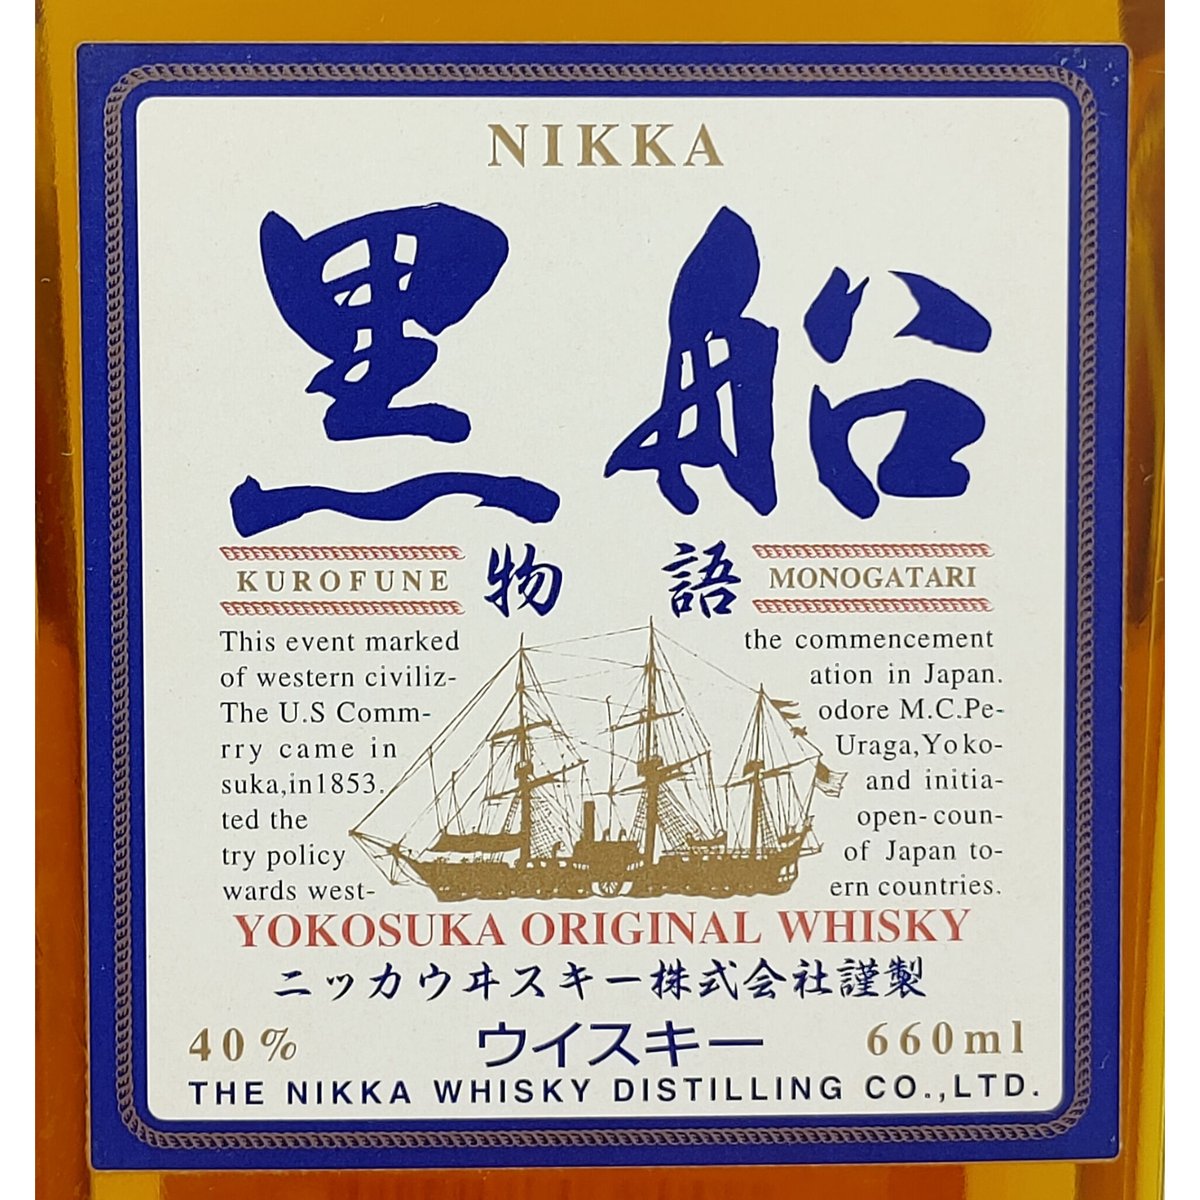 NIKKA
黒船
KUROFUNE 物語 MONOGATARI
This event marked the commencement
of western civiliz- ation in Japan.
The U.S Comm- odore M.C.Pe-
rry came in Uraga,Yoko-
suka,in1853. and initia-
ted the open-coun-
try policy of Japan to-
wards west- ern countries.
YOKOSUKA ORIGINAL WHISKY
ニッカウヰスキー株式会社謹製
40% ウイスキー 660ml
THE NIKKA WHISKY DISTILLING CO.,LTD.